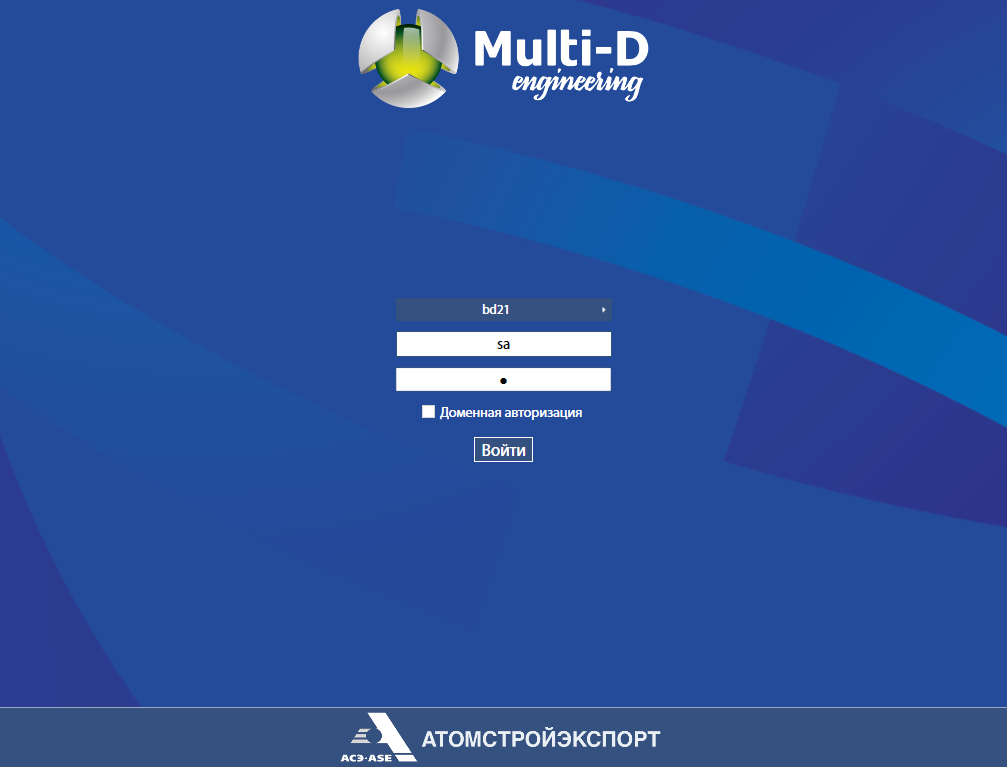 Multi-D
engineering
bd21
sa
Доменная авторизация
Войти
АСЭ-ASE
АТОМСТРОЙЭКСПОРТ